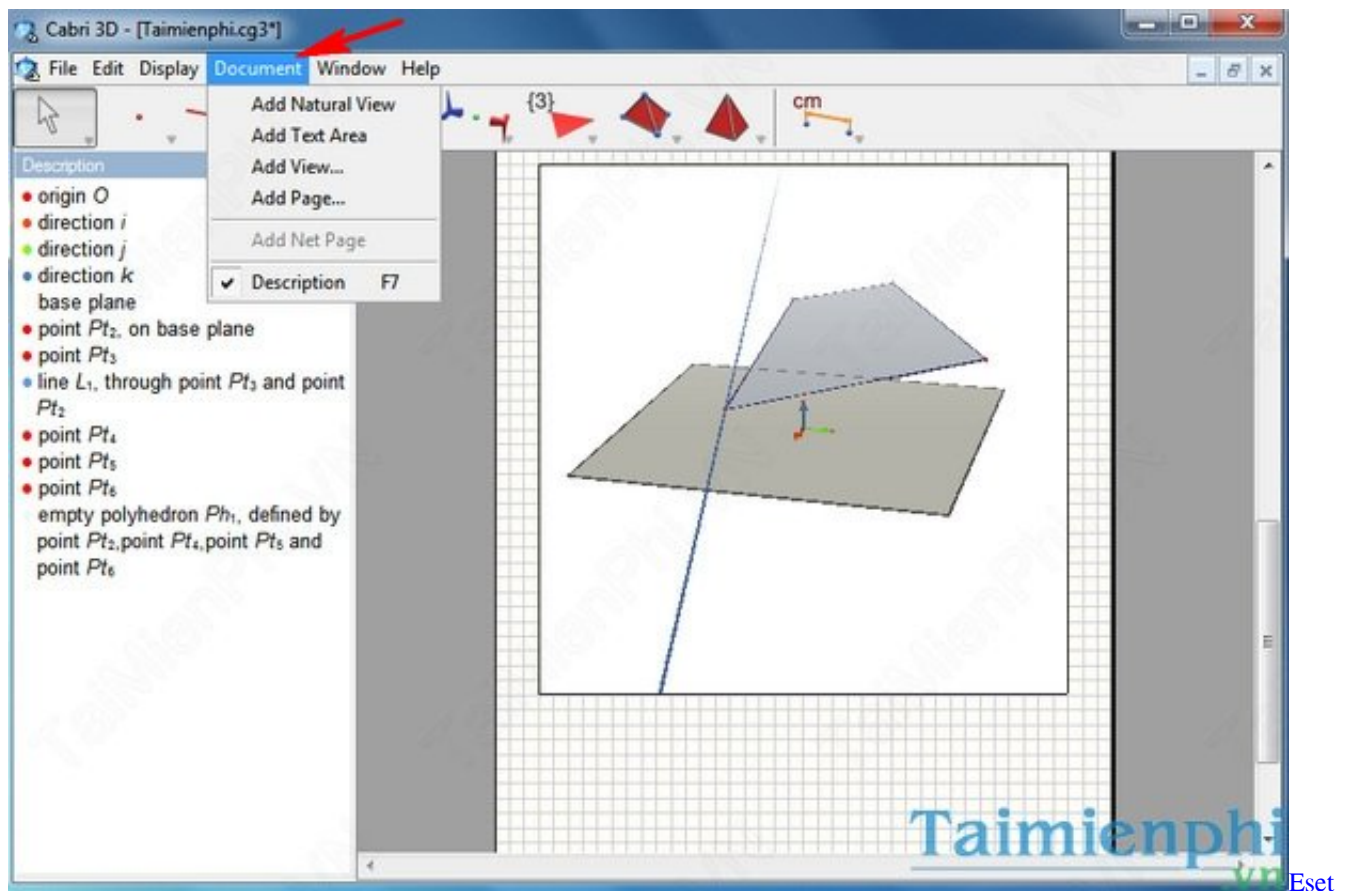 Cabri 3D - [Taimienphi.cg3*]
File Edit Display Document Window Help
Add Natural View
Add Text Area
Add View...
Add Page...
Add Net Page
✔ Description F7
{3}
cm
Description
origin O
direction i
direction j
direction k
base plane
point Pt₂, on base plane
point Pt₃
line L₁, through point Pt₃ and point
Pt₂
point Pt₄
point Pt₅
point Pt₆
empty polyhedron Ph₁, defined by
point Pt₂,point Pt₄,point Pt₅ and
point Pt₆
Taimienphi
.vn
Eset